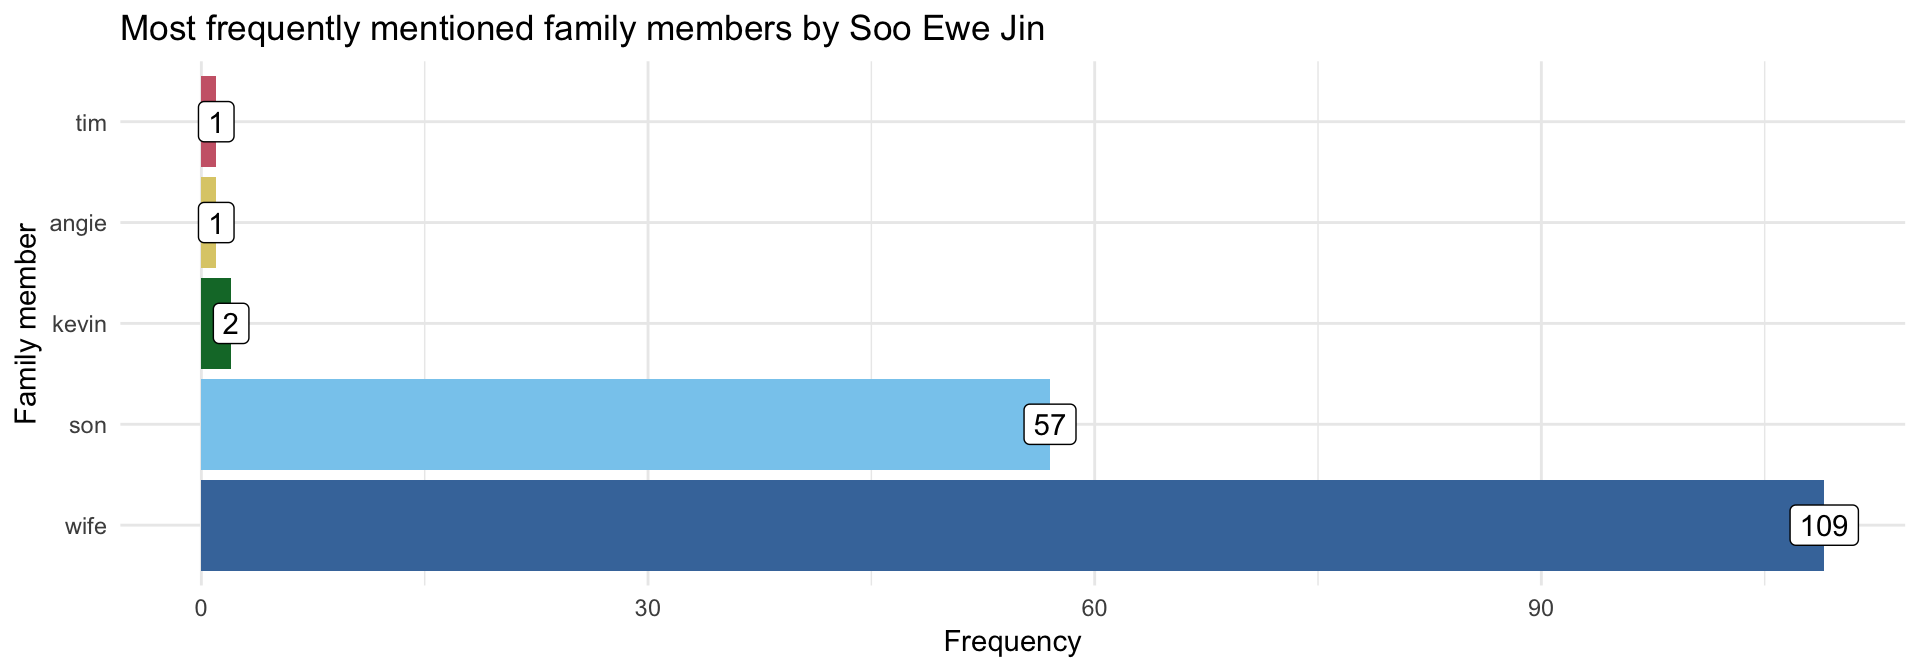 Most frequently mentioned family members by Soo Ewe Jin
Family member
tim
1
angie
1
kevin
2
son
57
wife
109
0 30 60 90
Frequency